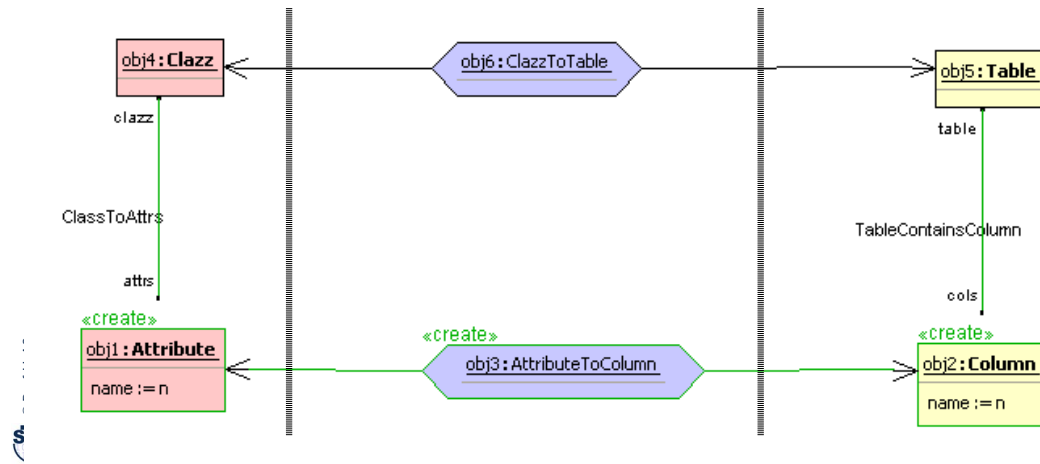 obj4:Clazz
obj6:ClazzToTable
obj5:Table
clazz
table
ClassToAttrs
TableContainsColumn
attrs
cols
«create»
«create»
«create»
obj1:Attribute
obj3:AttributeToColumn
obj2:Column
name := n
name := n